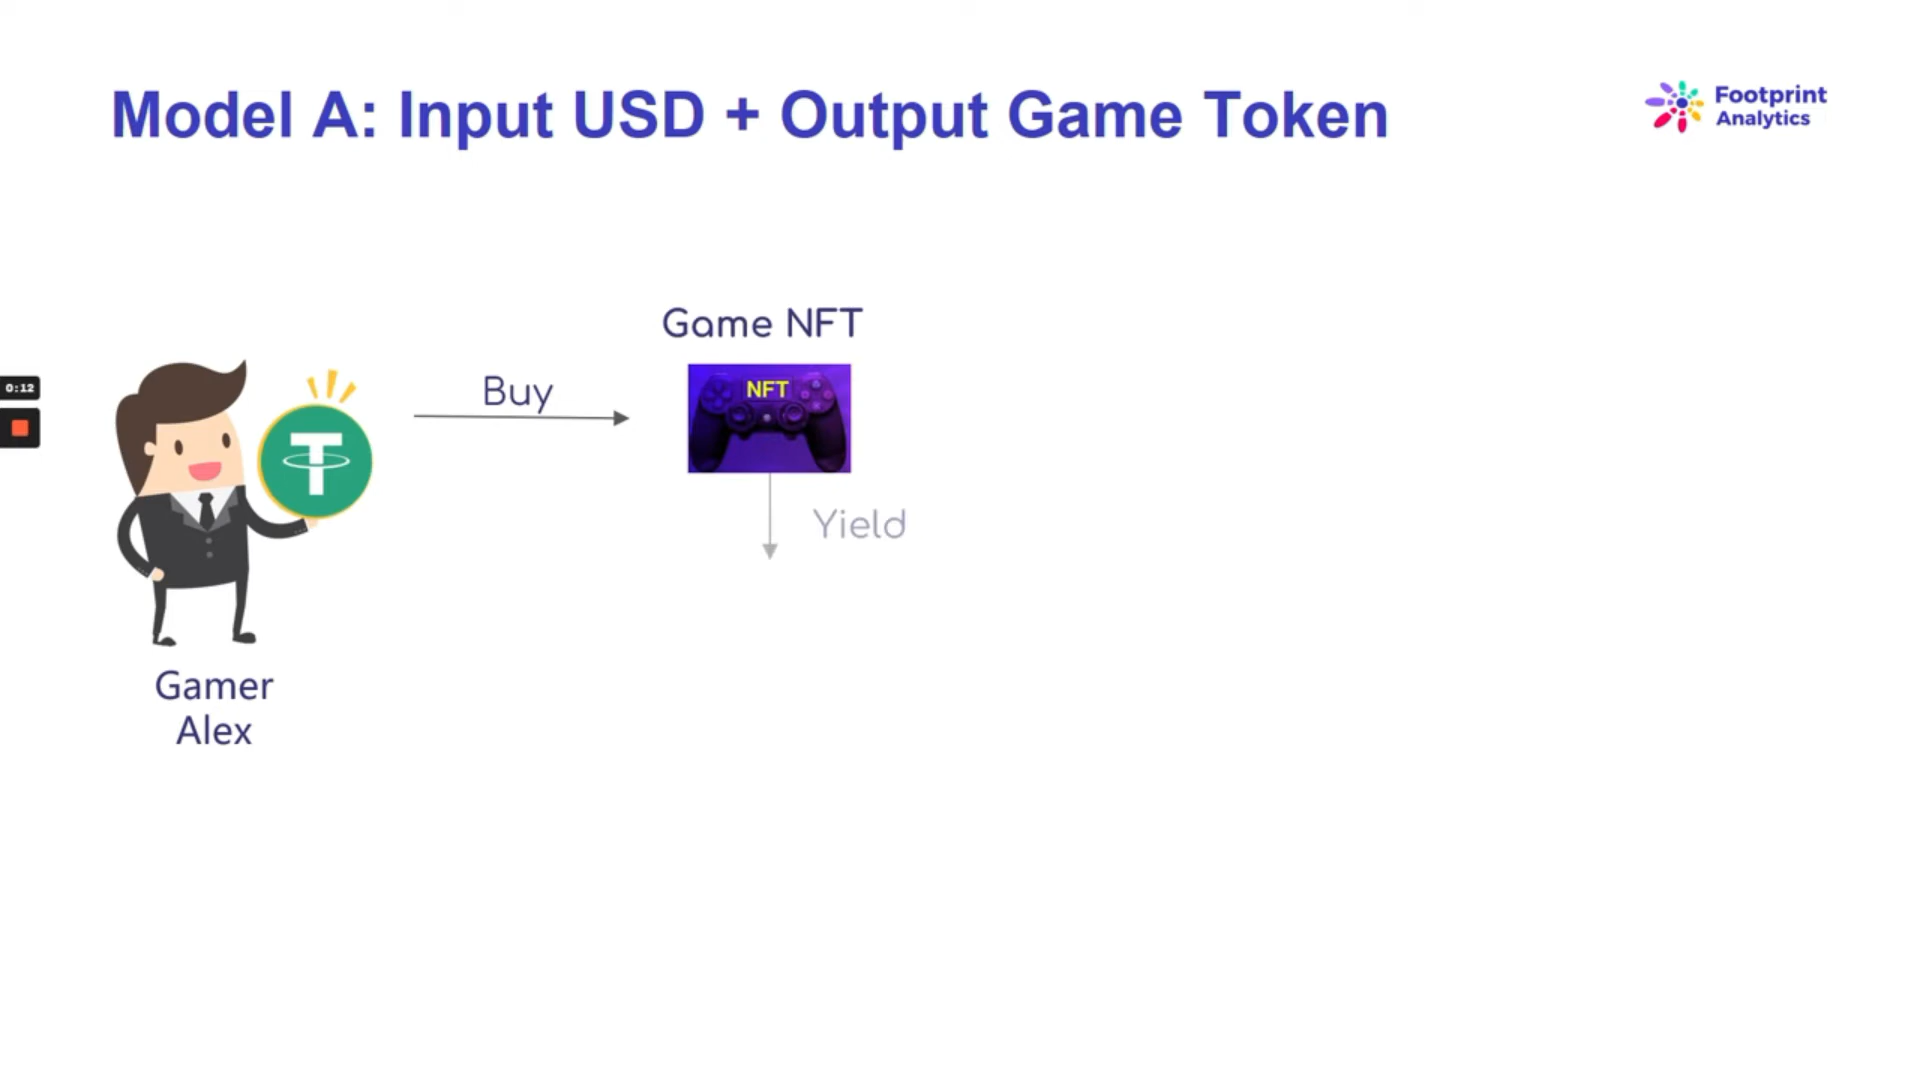 Model A: Input USD + Output Game Token
Footprint
Analytics
Game NFT
NFT
Buy
0:12
Yield
Gamer
Alex